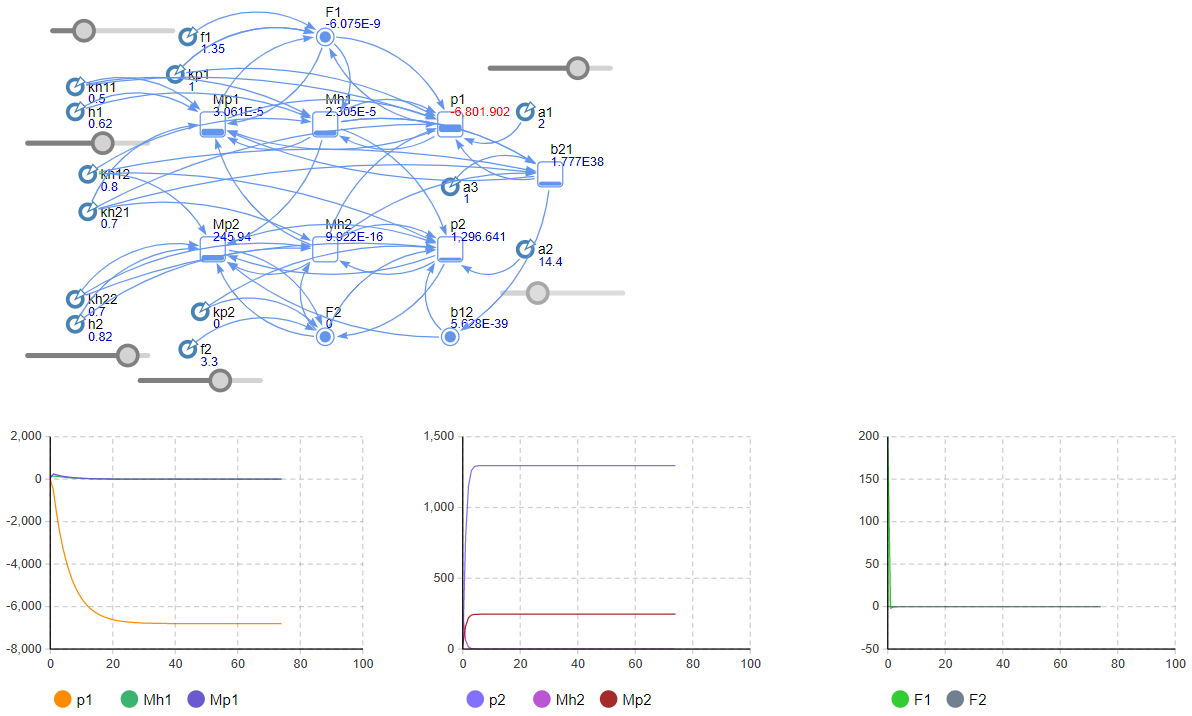 F1
-6.075E-9
f1
1.35
kp1
1
kh11
0.5
h1
0.62
Mp1
3.061E-5
Mh1
2.305E-5
p1
-6,801.902
a1
2
b21
1.777E38
kh12
0.8
a3
1
kh21
0.7
Mp2
245.94
Mh2
9.922E-16
p2
1,296.641
a2
14.4
kh22
0.7
h2
0.82
kp2
0
F2
0
b12
5.628E-39
f2
3.3
2,000
0
-2,000
-4,000
-6,000
-8,000
0 20 40 60 80 100
p1 Mh1 Mp1
1,500
1,000
500
0
0 20 40 60 80 100
p2 Mh2 Mp2
200
150
100
50
0
-50
0 20 40 60 80 100
F1 F2